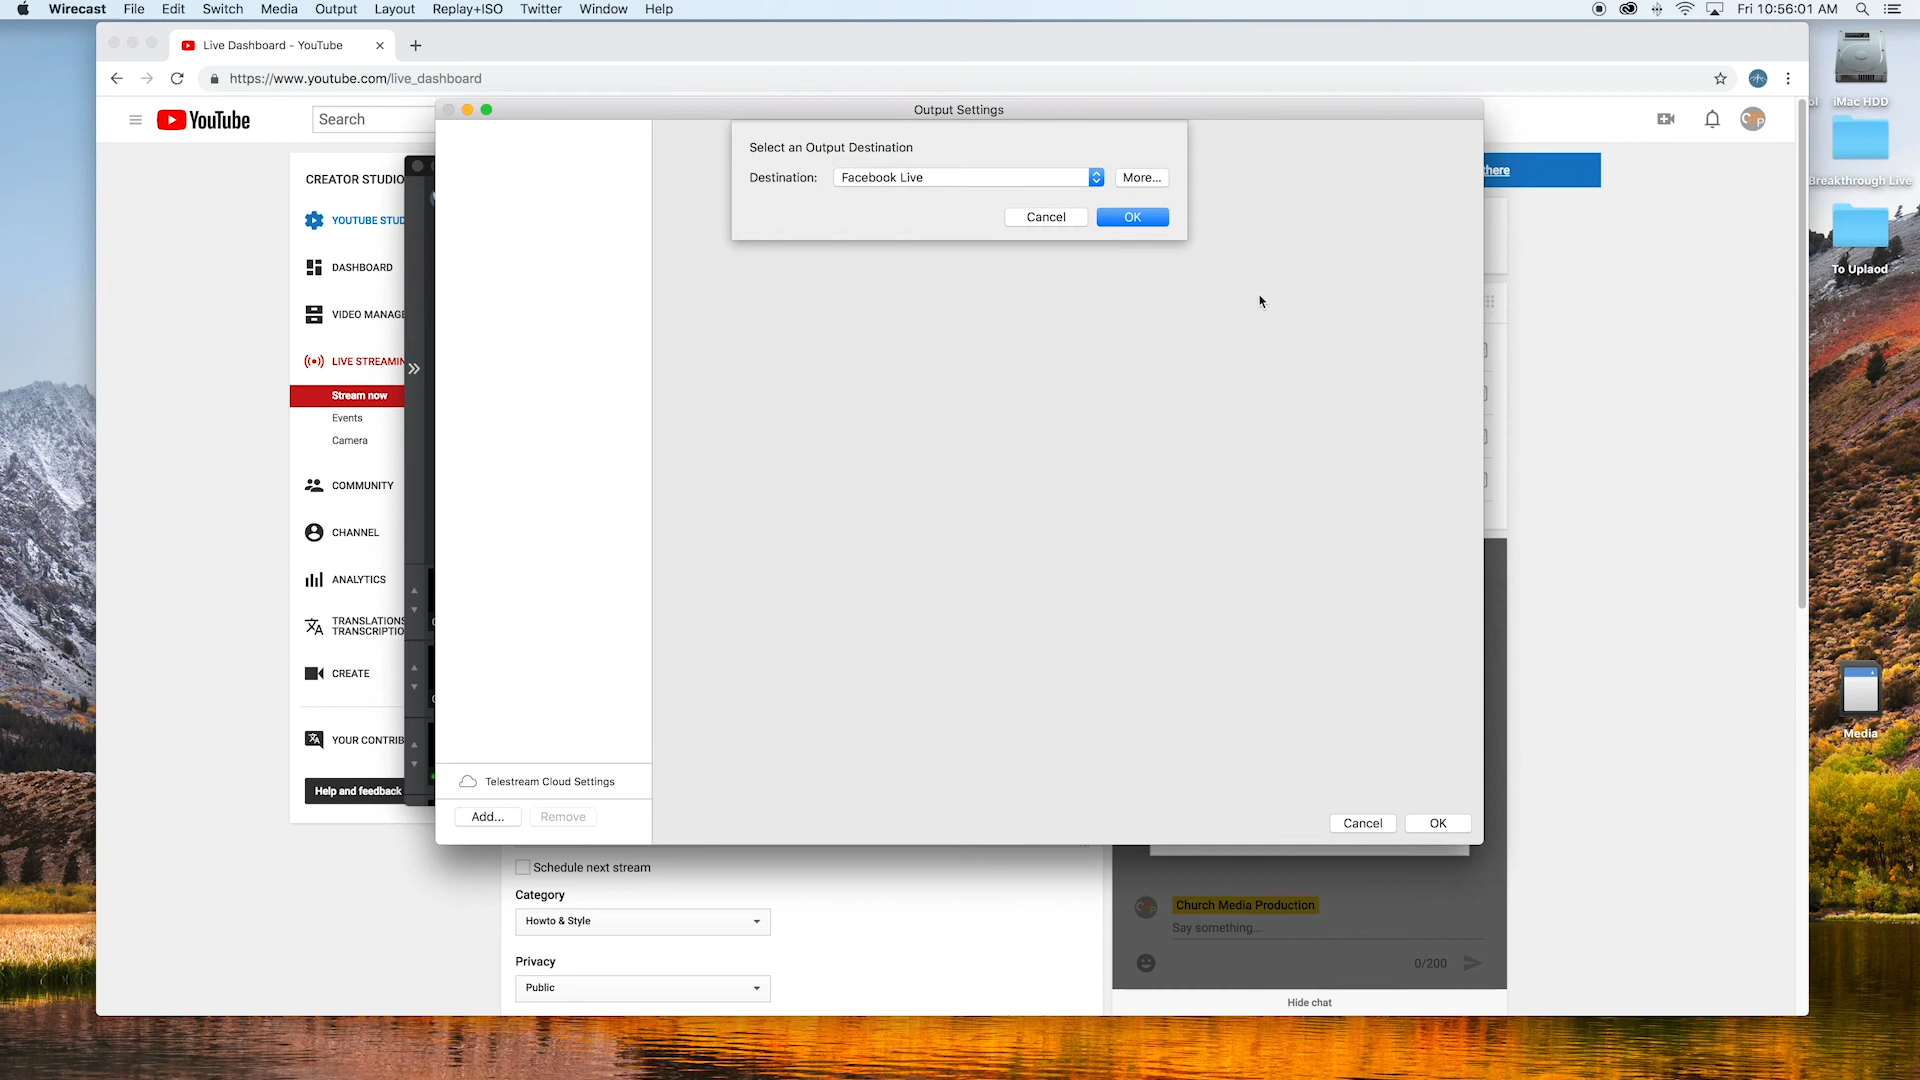 Wirecast File Edit Switch Media Output Layout Replay+ISO Twitter Window Help Fri 10:56:01 AM
Live Dashboard - YouTube
https://www.youtube.com/live_dashboard
YouTube
Search
Output Settings
Select an Output Destination
Destination: Facebook Live More...
Cancel OK
there
iMac HDD
Breakthrough Live
To Uplaod
Media
CREATOR STUDIO
YOUTUBE STUD
DASHBOARD
VIDEO MANAGE
LIVE STREAMIN
Stream now
Events
Camera
COMMUNITY
CHANNEL
ANALYTICS
TRANSLATIONS
TRANSCRIPTIO
CREATE
YOUR CONTRIB
Help and feedback
Telestream Cloud Settings
Add... Remove
Cancel OK
Schedule next stream
Category
Howto & Style
Privacy
Public
Church Media Production
Say something...
0/200
Hide chat